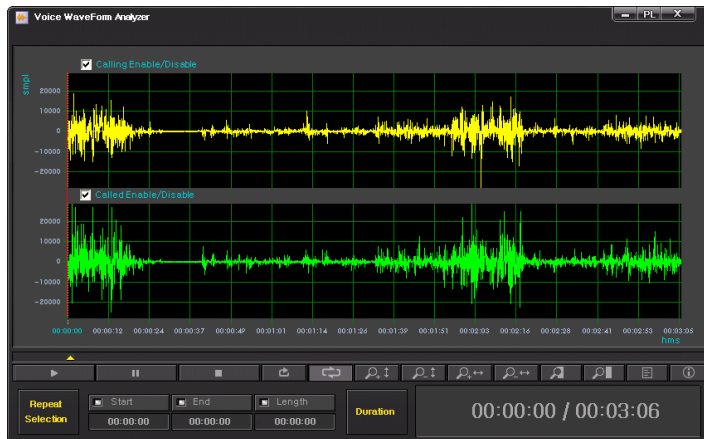 Voice WaveForm Analyzer
PL X
Calling Enable/Disable
smpl
20000
10000
0
-10000
-20000
Called Enable/Disable
20000
10000
0
-10000
-20000
00:00:00 00:00:12 00:00:24 00:00:37 00:00:49 00:01:01 00:01:14 00:01:26 00:01:39 00:01:51 00:02:03 00:02:16 00:02:28 00:02:41 00:02:53 00:03:05
hms
Repeat Selection
Start End Length
00:00:00 00:00:00 00:00:00
Duration
00:00:00 / 00:03:06